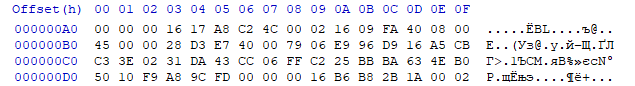 Offset(h) 00 01 02 03 04 05 06 07 08 09 0A 0B 0C 0D 0E 0F
000000A0 00 00 00 16 17 A8 C2 4C 00 02 16 09 FA 40 08 00 .....ЁВL....ъ@..
000000B0 45 00 00 28 D3 E7 40 00 79 06 E9 96 D9 16 A5 CB E..(Уз@.y.й–Щ.ҐЛ
000000C0 C3 3E 02 31 DA 43 CC 06 FF C2 25 BB BA 63 4E B0 Г>.1ЪCМ.яВ%»єcN°
000000D0 50 10 F9 A8 9C FD 00 00 00 16 B6 B8 2B 1A 00 02 P.щЁњэ....¶ё+...